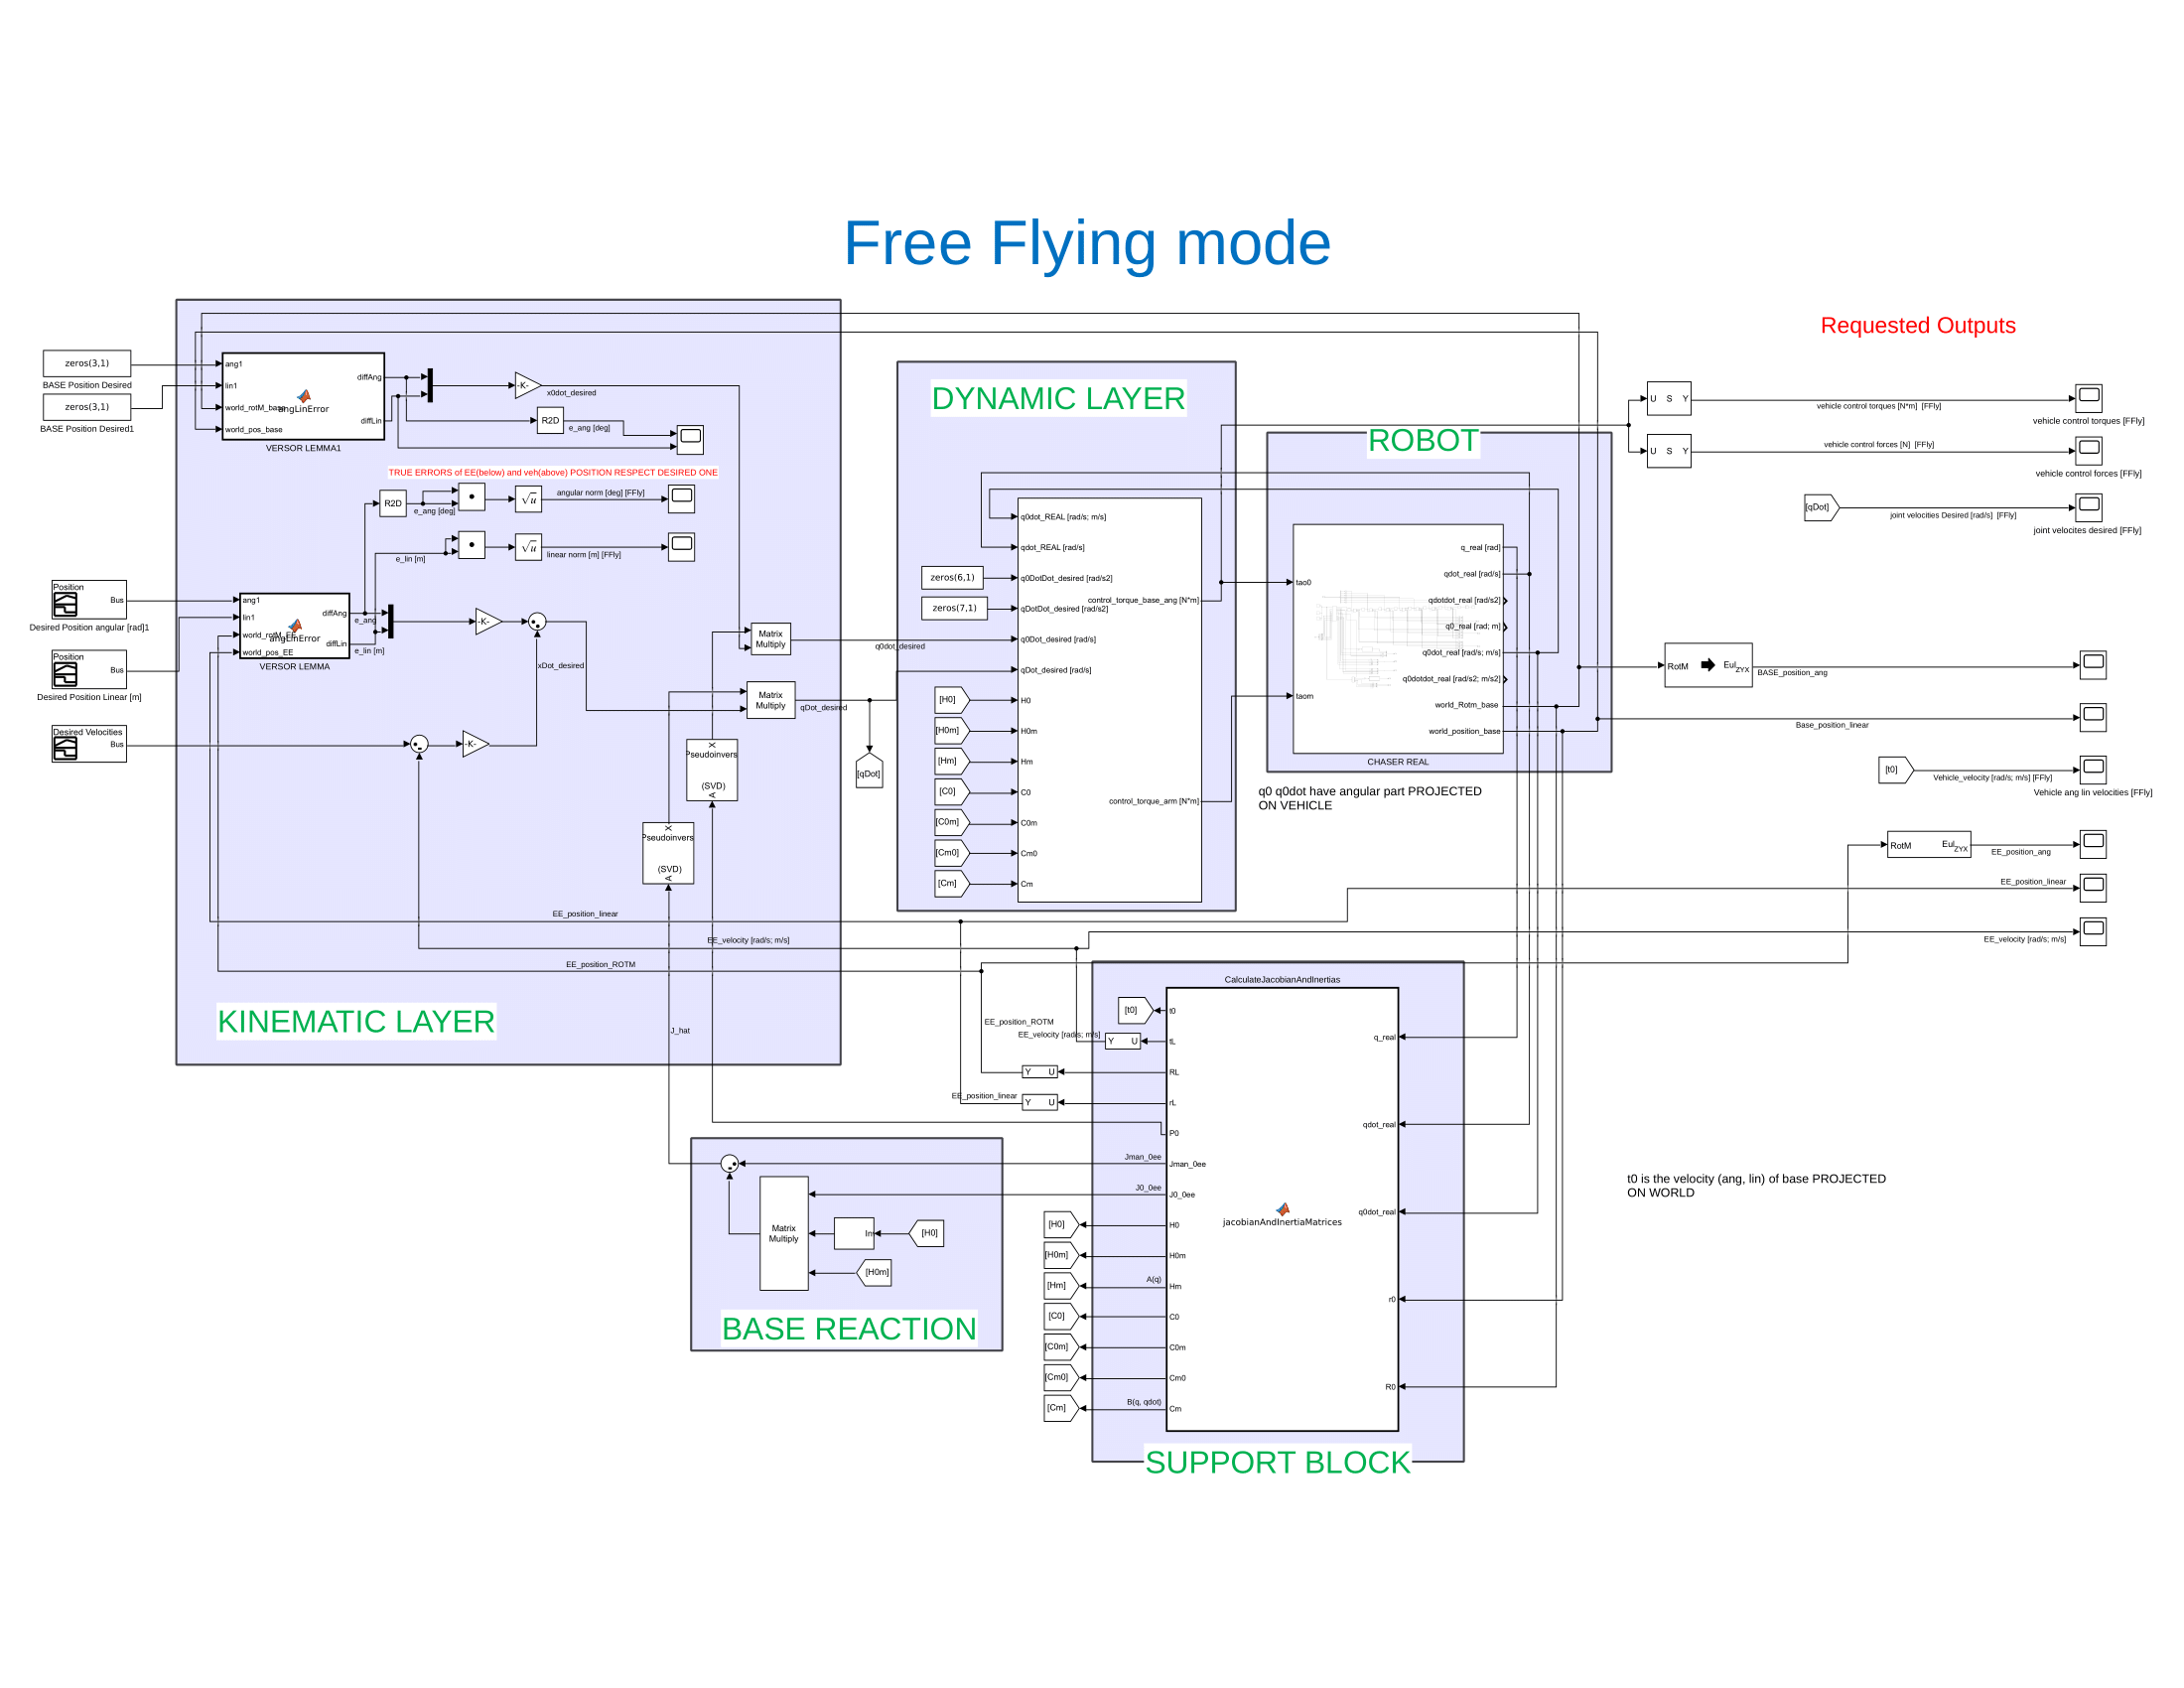 Free Flying mode
Requested Outputs
zeros(3,1)
BASE Position Desired
zeros(3,1)
BASE Position Desired1
ang1
lin1
world_rotM_base
world_pos_base
angLinError
diffAng
diffLin
VERSOR LEMMA1
-K-
x0dot_desired
R2D
e_ang [deg]
TRUE ERRORS of EE(below) and veh(above) POSITION RESPECT DESIRED ONE
R2D
e_ang [deg]
√u
angular norm [deg] [FFly]
e_lin [m]
√u
linear norm [m] [FFly]
Position
Bus
Desired Position angular [rad]1
Position
Bus
Desired Position Linear [m]
Desired Velocities
Bus
ang1
lin1
world_rotM_EE
world_pos_EE
angLinError
diffAng
diffLin
VERSOR LEMMA
e_ang
e_lin [m]
-K-
xDot_desired
-K-
Matrix
Multiply
q0dot_desired
Matrix
Multiply
qDot_desired
[qDot]
X
Pseudoinvers
(SVD)
A
X
Pseudoinvers
(SVD)
A
EE_position_linear
EE_velocity [rad/s; m/s]
EE_position_ROTM
J_hat
KINEMATIC LAYER
DYNAMIC LAYER
zeros(6,1)
zeros(7,1)
[H0]
[H0m]
[Hm]
[C0]
[C0m]
[Cm0]
[Cm]
q0dot_REAL [rad/s; m/s]
qdot_REAL [rad/s]
q0DotDot_desired [rad/s2]
qDotDot_desired [rad/s2]
q0Dot_desired [rad/s]
qDot_desired [rad/s]
H0
H0m
Hm
C0
C0m
Cm0
Cm
control_torque_base_ang [N*m]
control_torque_arm [N*m]
ROBOT
tao0
taom
q_real [rad]
qdot_real [rad/s]
qdotdot_real [rad/s2]
q0_real [rad; m]
q0dot_real [rad/s; m/s]
q0dotdot_real [rad/s2; m/s2]
world_Rotm_base
world_position_base
CHASER REAL
q0 q0dot have angular part PROJECTED
ON VEHICLE
U S Y
vehicle control torques [N*m] [FFly]
vehicle control torques [FFly]
U S Y
vehicle control forces [N] [FFly]
vehicle control forces [FFly]
[qDot]
joint velocities Desired [rad/s] [FFly]
joint velocites desired [FFly]
RotM
Eul ZYX
BASE_position_ang
Base_position_linear
[t0]
Vehicle_velocity [rad/s; m/s] [FFly]
Vehicle ang lin velocities [FFly]
RotM
Eul ZYX
EE_position_ang
EE_position_linear
EE_velocity [rad/s; m/s]
CalculateJacobianAndInertias
[t0]
EE_position_ROTM
EE_velocity [rad/s; m/s]
Y U
Y U
EE_position_linear
Y U
t0
tL
RL
rL
P0
Jman_0ee
Jman_0ee
J0_0ee
J0_0ee
[H0]
H0
[H0m]
H0m
[Hm]
A(q)
Hm
[C0]
C0
[C0m]
C0m
[Cm0]
Cm0
[Cm]
B(q, qdot)
Cm
jacobianAndInertiaMatrices
q_real
qdot_real
q0dot_real
r0
R0
SUPPORT BLOCK
Matrix
Multiply
In
[H0]
[H0m]
BASE REACTION
t0 is the velocity (ang, lin) of base PROJECTED
ON WORLD